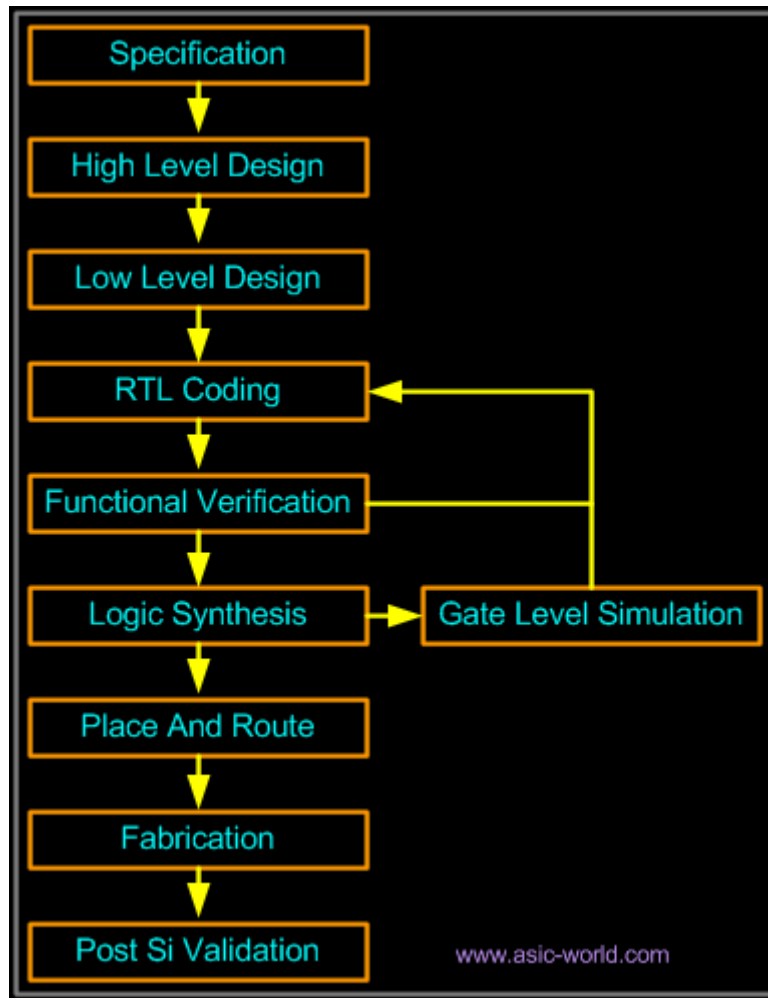 Specification
High Level Design
Low Level Design
RTL Coding
Functional Verification
Logic Synthesis
Gate Level Simulation
Place And Route
Fabrication
Post Si Validation
www.asic-world.com